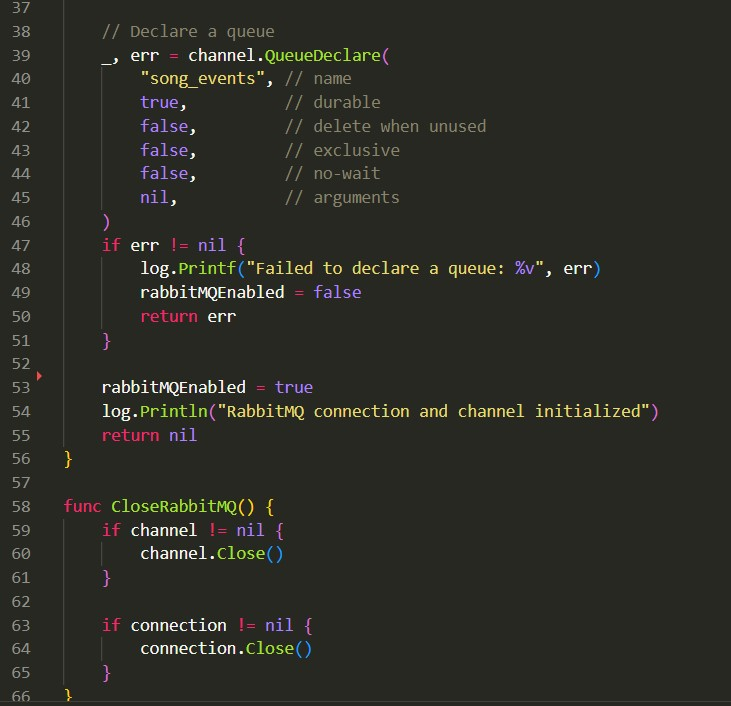 37
38 // Declare a queue
39 _, err = channel.QueueDeclare(
40 "song_events", // name
41 true, // durable
42 false, // delete when unused
43 false, // exclusive
44 false, // no-wait
45 nil, // arguments
46 )
47 if err != nil {
48 log.Printf("Failed to declare a queue: %v", err)
49 rabbitMQEnabled = false
50 return err
51 }
52
53 rabbitMQEnabled = true
54 log.Println("RabbitMQ connection and channel initialized")
55 return nil
56 }
57
58 func CloseRabbitMQ() {
59 if channel != nil {
60 channel.Close()
61 }
62
63 if connection != nil {
64 connection.Close()
65 }
66 }